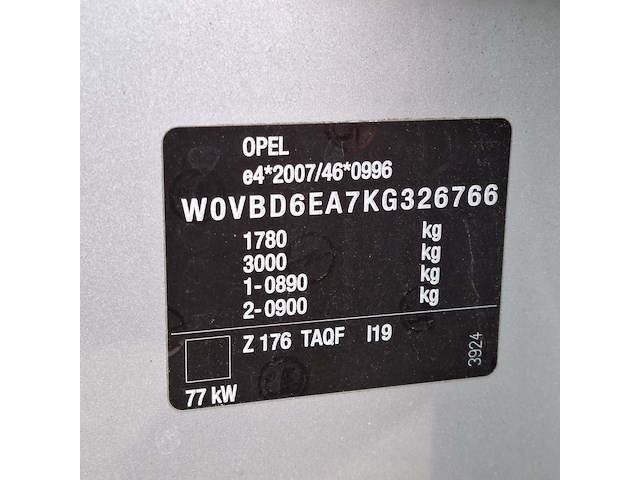 OPEL
e4*2007/46*0996
W0VBD6EA7KG326766
1780 kg
3000 kg
1-0890 kg
2-0900 kg
Z 176 TAQF I19
77 kW
3924